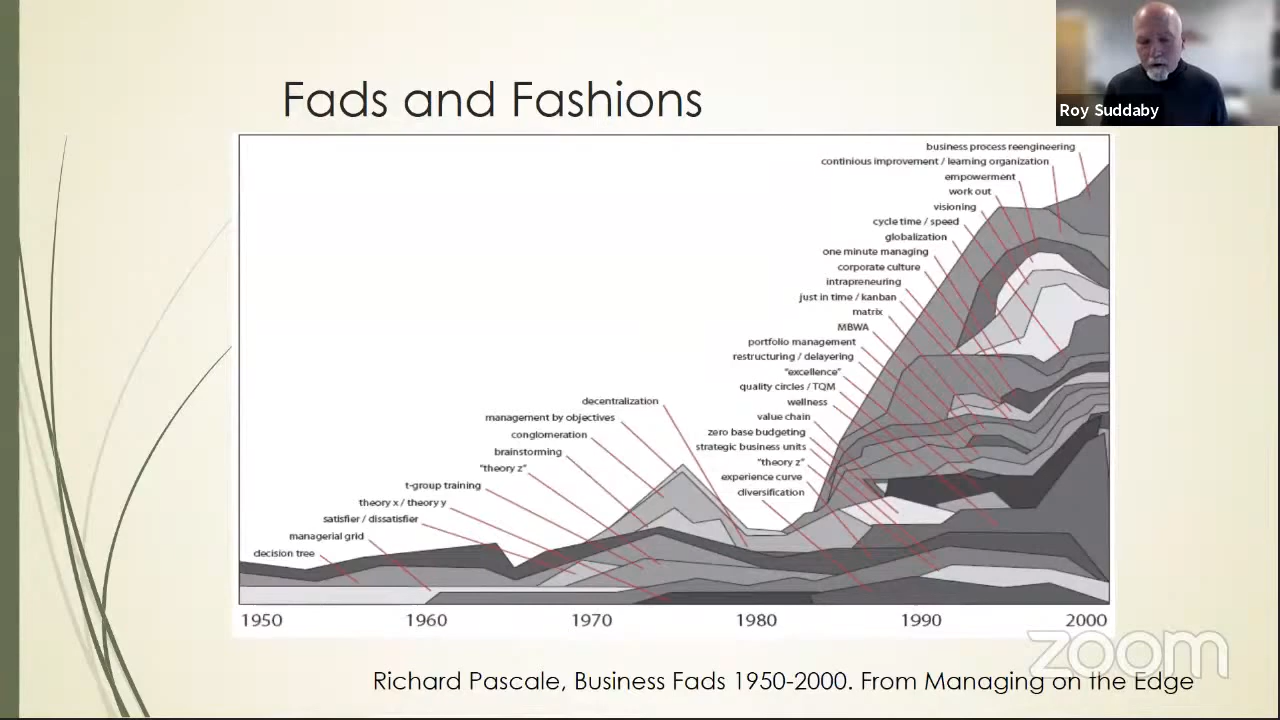 Fads and Fashions
Roy Suddaby
business process reengineering
continious improvement / learning organization
empowerment
work out
visioning
cycle time / speed
globalization
one minute managing
corporate culture
intrapreneuring
just in time / kanban
matrix
MBWA
portfolio management
restructuring / delayering
"excellence"
quality circles / TQM
wellness
value chain
zero base budgeting
strategic business units
"theory z"
experience curve
diversification
decentralization
management by objectives
conglomeration
brainstorming
"theory z"
t-group training
theory x / theory y
satisfier / dissatisfier
managerial grid
decision tree
1950 1960 1970 1980 1990 2000
zoom
Richard Pascale, Business Fads 1950-2000. From Managing on the Edge